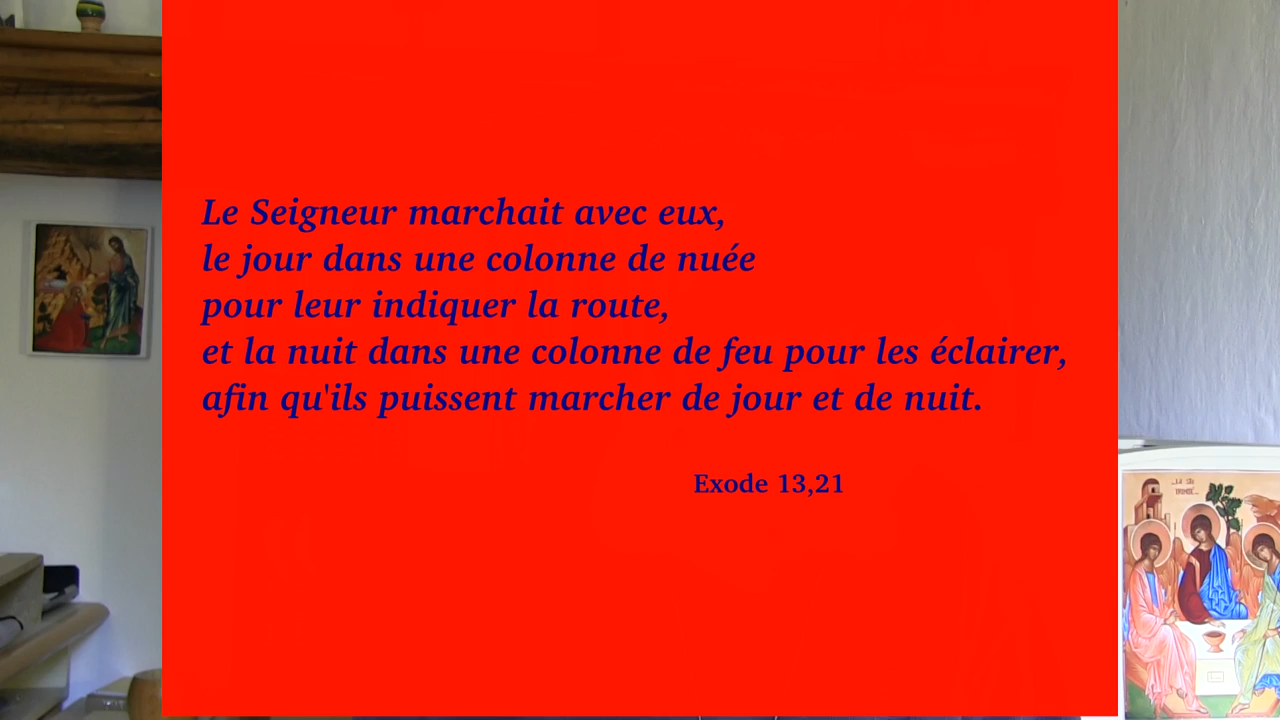 Le Seigneur marchait avec eux,
le jour dans une colonne de nuée
pour leur indiquer la route,
et la nuit dans une colonne de feu pour les éclairer,
afin qu'ils puissent marcher de jour et de nuit.
Exode 13,21